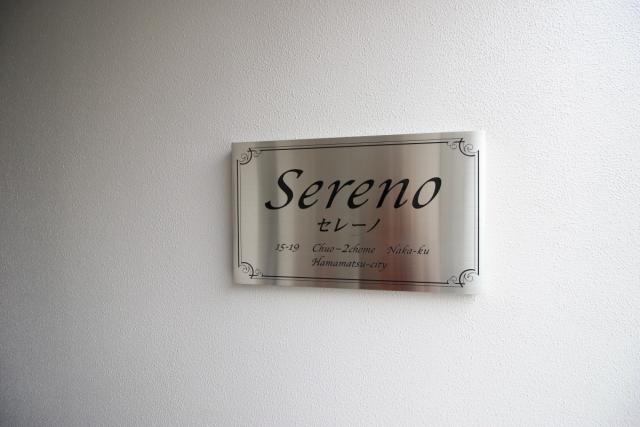 Sereno
セレーノ
15-19 Chuo-2chome Naka-ku
Hamamatsu-city